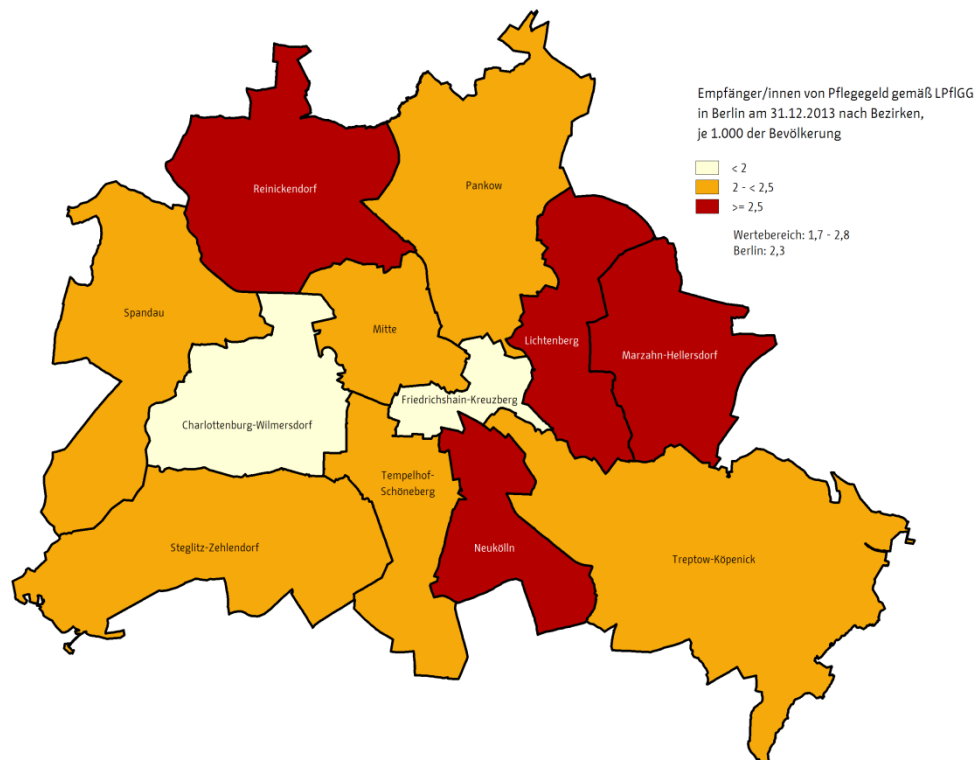 Empfänger/innen von Pflegegeld gemäß LPflGG
in Berlin am 31.12.2013 nach Bezirken,
je 1.000 der Bevölkerung
< 2
2 - < 2,5
>= 2,5
Wertebereich: 1,7 - 2,8
Berlin: 2,3
Reinickendorf
Pankow
Spandau
Mitte
Lichtenberg
Marzahn-Hellersdorf
Friedrichshain-Kreuzberg
Charlottenburg-Wilmersdorf
Tempelhof-
Schöneberg
Steglitz-Zehlendorf
Neukölln
Treptow-Köpenick